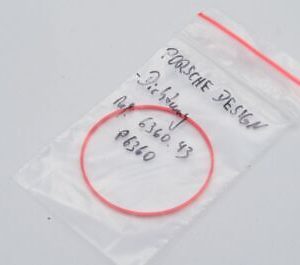 PORSCHE DESIGN
-Dichtung
Ref. 6360.43
P6360